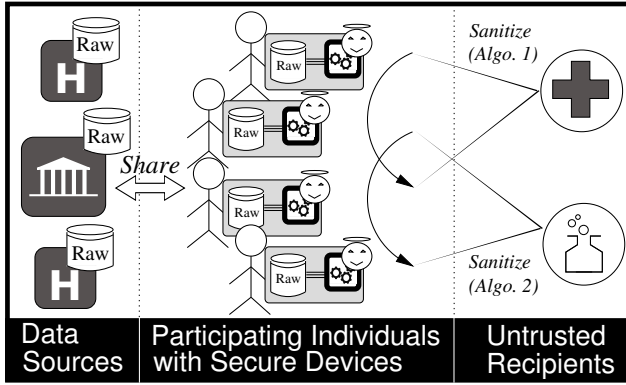 Raw
H
Raw
Raw
H
Share
Raw
Raw
Raw
Raw
Sanitize
(Algo. 1)
Sanitize
(Algo. 2)
Data
Sources
Participating Individuals
with Secure Devices
Untrusted
Recipients